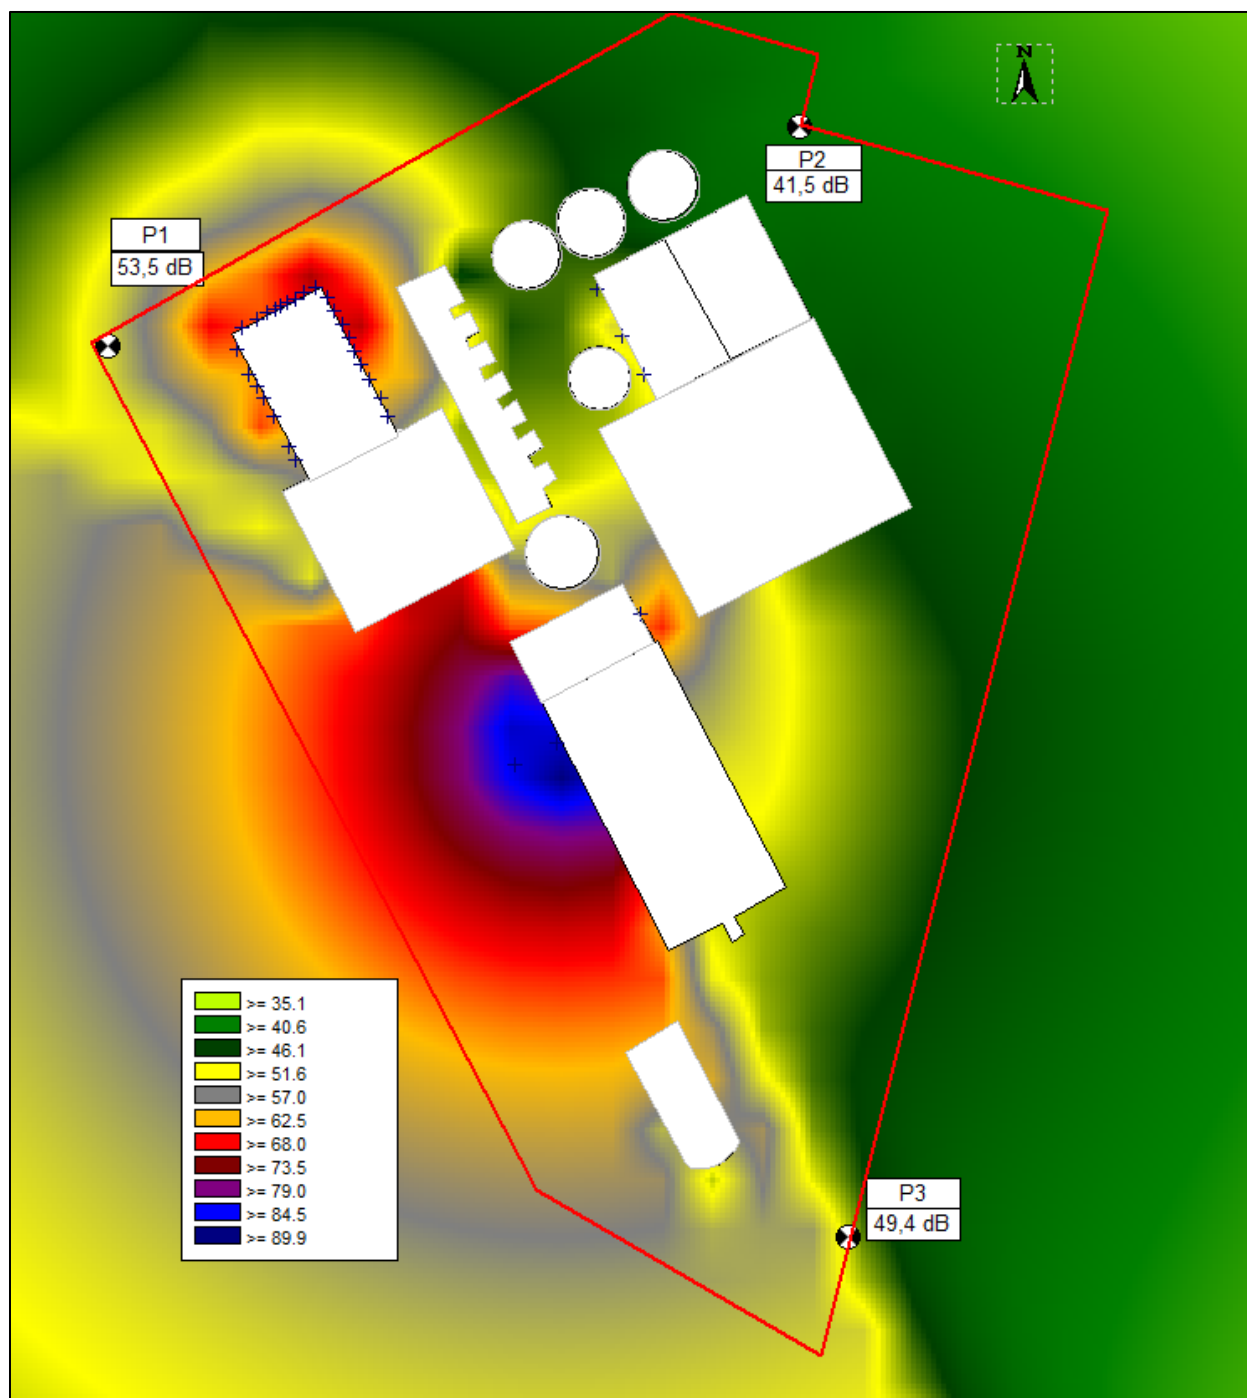 N
P2
41,5 dB
P1
53,5 dB
>= 35.1
>= 40.6
>= 46.1
>= 51.6
>= 57.0
>= 62.5
>= 68.0
>= 73.5
>= 79.0
>= 84.5
>= 89.9
P3
49,4 dB